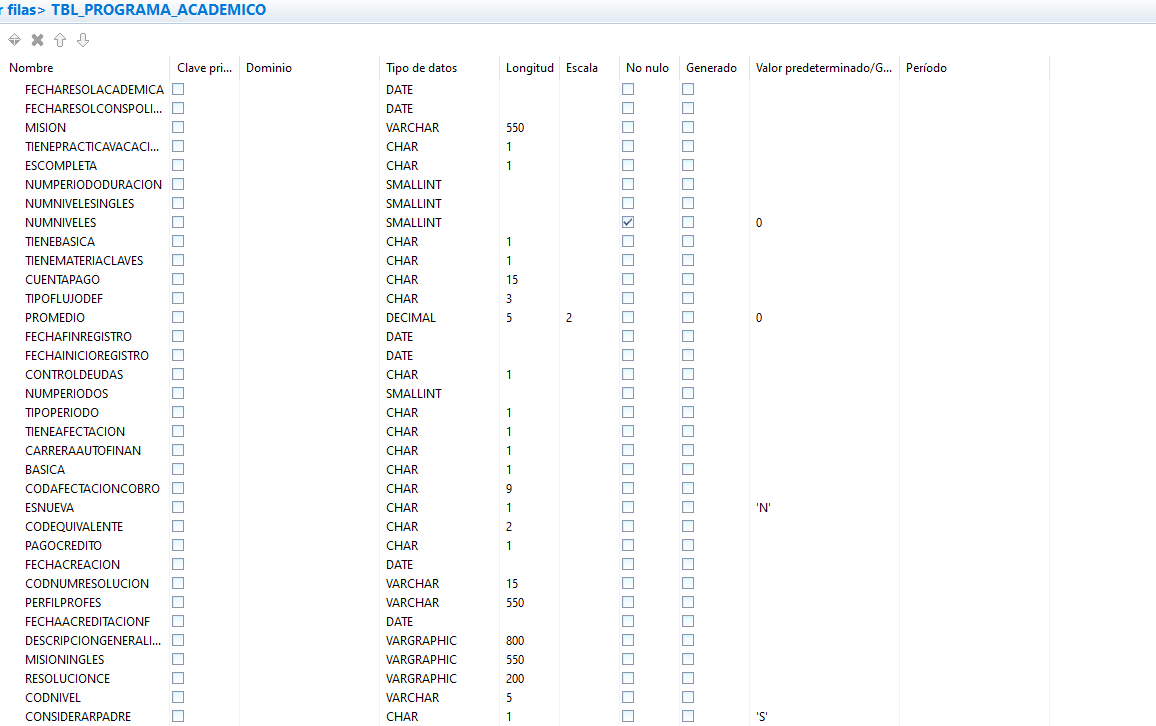 r filas> TBL_PROGRAMA_ACADEMICO
Nombre Clave pri... Dominio Tipo de datos Longitud Escala No nulo Generado Valor predeterminado/G... Período
FECHARESOLACADEMICA DATE
FECHARESOLCONSPOLI... DATE
MISION VARCHAR 550
TIENEPRACTICAVACACI... CHAR 1
ESCOMPLETA CHAR 1
NUMPERIODODURACION SMALLINT
NUMNIVELESINGLES SMALLINT
NUMNIVELES SMALLINT 0
TIENEBASICA CHAR 1
TIENEMATERIACLAVES CHAR 1
CUENTAPAGO CHAR 15
TIPOFLUJODEF CHAR 3
PROMEDIO DECIMAL 5 2 0
FECHAFINREGISTRO DATE
FECHAINICIOREGISTRO DATE
CONTROLDEUDAS CHAR 1
NUMPERIODOS SMALLINT
TIPOPERIODO CHAR 1
TIENEAFECTACION CHAR 1
CARRERAAUTOFINAN CHAR 1
BASICA CHAR 1
CODAFECTACIONCOBRO CHAR 9
ESNUEVA CHAR 1 'N'
CODEQUIVALENTE CHAR 2
PAGOCREDITO CHAR 1
FECHACREACION DATE
CODNUMRESOLUCION VARCHAR 15
PERFILPROFES VARCHAR 550
FECHAACREDITACIONF DATE
DESCRIPCIONGENERALI... VARGRAPHIC 800
MISIONINGLES VARGRAPHIC 550
RESOLUCIONCE VARGRAPHIC 200
CODNIVEL VARCHAR 5
CONSIDERARPADRE CHAR 1 'S'